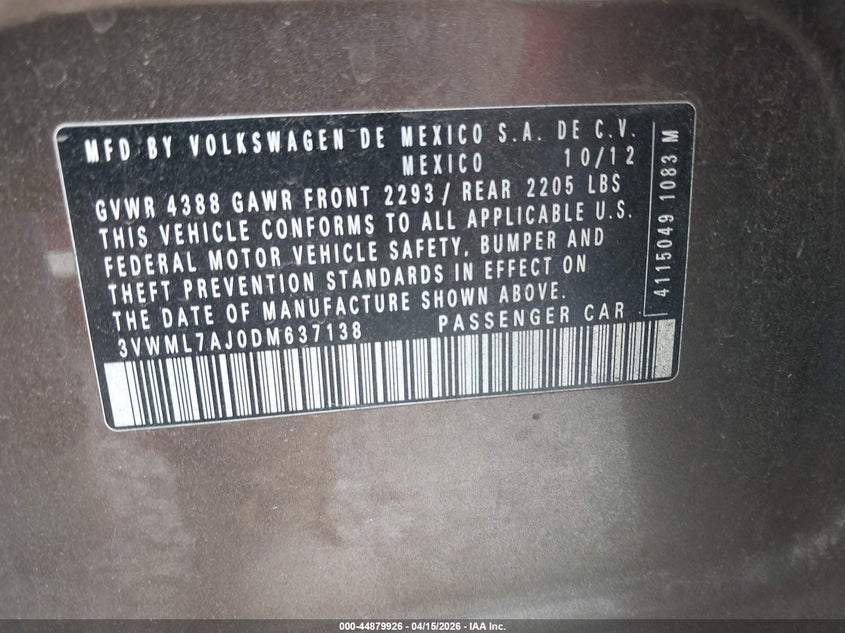 MFD BY VOLKSWAGEN DE MEXICO S.A. DE C.V.
MEXICO 10/12
GVWR 4388 GAWR FRONT 2293/ REAR 2205 LBS
THIS VEHICLE CONFORMS TO ALL APPLICABLE U.S.
FEDERAL MOTOR VEHICLE SAFETY, BUMPER AND
THEFT PREVENTION STANDARDS IN EFFECT ON
THE DATE OF MANUFACTURE SHOWN ABOVE.
3VWML7AJ0DM637138 PASSENGER CAR
4115049 1083 M
000-44879926 - 04/15/2026 - IAA Inc.